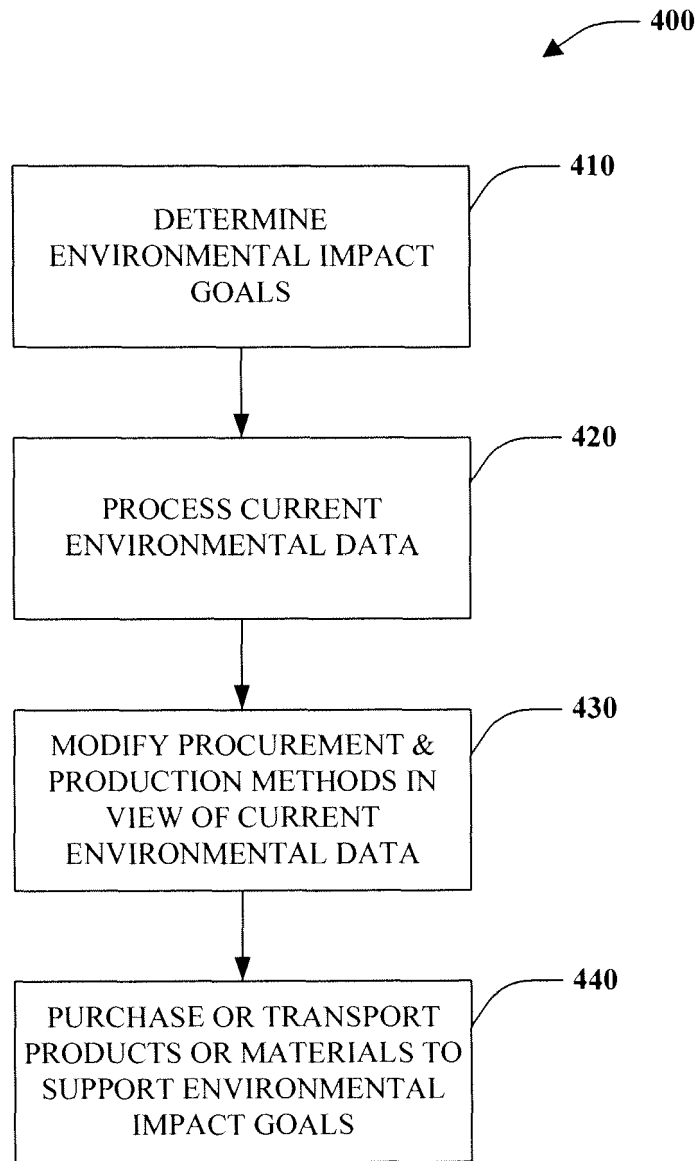 400
410
DETERMINE
ENVIRONMENTAL IMPACT
GOALS
420
PROCESS CURRENT
ENVIRONMENTAL DATA
430
MODIFY PROCUREMENT &
PRODUCTION METHODS IN
VIEW OF CURRENT
ENVIRONMENTAL DATA
440
PURCHASE OR TRANSPORT
PRODUCTS OR MATERIALS TO
SUPPORT ENVIRONMENTAL
IMPACT GOALS